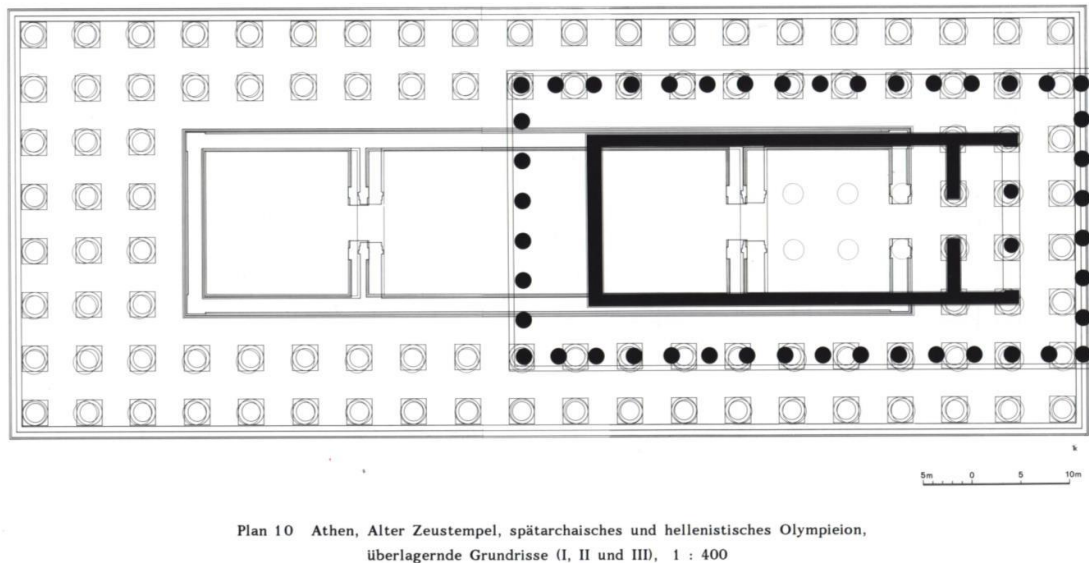 5m 0 5 10m
Plan 10 Athen, Alter Zeustempel, spätarchaisches und hellenistisches Olympieion,
überlagernde Grundrisse (I, II und III), 1 : 400